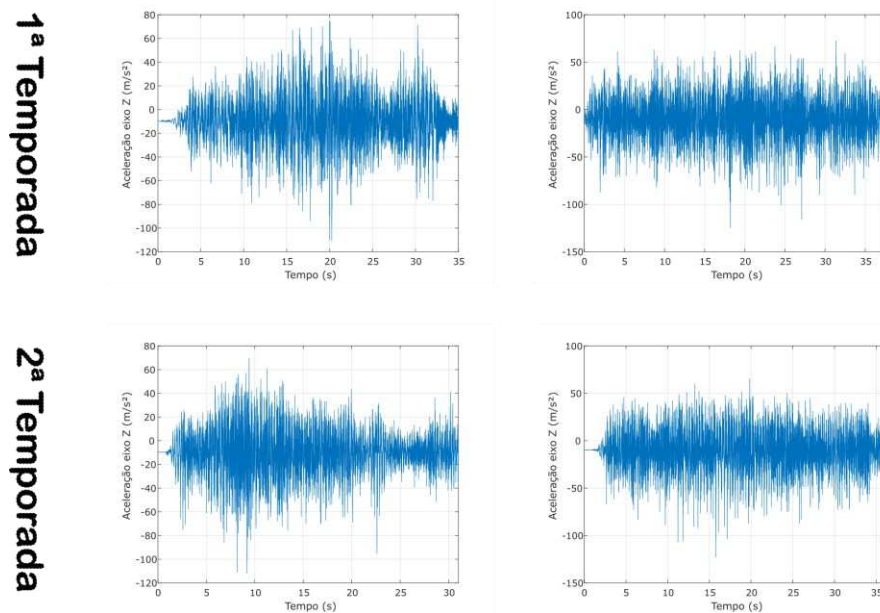 1ª Temporada
80
60
40
20
0
-20
-40
-60
-80
-100
-120
0 5 10 15 20 25 30 35
Tempo (s)
Aceleração eixo Z (m/s²)
100
50
0
-50
-100
-150
0 5 10 15 20 25 30 35
Tempo (s)
Aceleração eixo Z (m/s²)
2ª Temporada
80
60
40
20
0
-20
-40
-60
-80
-100
-120
0 5 10 15 20 25 30
Tempo (s)
Aceleração eixo Z (m/s²)
100
50
0
-50
-100
-150
0 5 10 15 20 25 30 35
Tempo (s)
Aceleração eixo Z (m/s²)